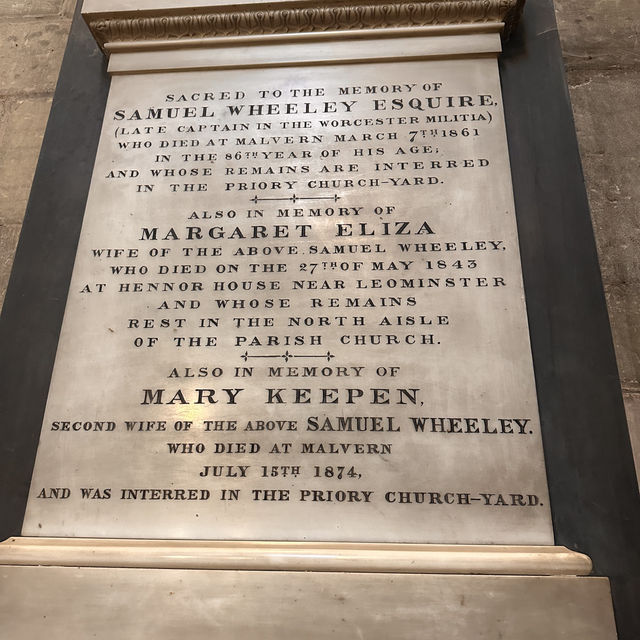 SACRED TO THE MEMORY OF
SAMUEL WHEELEY ESQUIRE,
(LATE CAPTAIN IN THE WORCESTER MILITIA)
WHO DIED AT MALVERN MARCH 7TH 1861
IN THE 86TH YEAR OF HIS AGE;
AND WHOSE REMAINS ARE INTERRED
IN THE PRIORY CHURCH-YARD.
ALSO IN MEMORY OF
MARGARET ELIZA
WIFE OF THE ABOVE SAMUEL WHEELEY,
WHO DIED ON THE 27TH OF MAY 1843
AT HENNOR HOUSE NEAR LEOMINSTER
AND WHOSE REMAINS
REST IN THE NORTH AISLE
OF THE PARISH CHURCH.
ALSO IN MEMORY OF
MARY KEEPEN,
SECOND WIFE OF THE ABOVE SAMUEL WHEELEY.
WHO DIED AT MALVERN
JULY 15TH 1874,
AND WAS INTERRED IN THE PRIORY CHURCH-YARD.